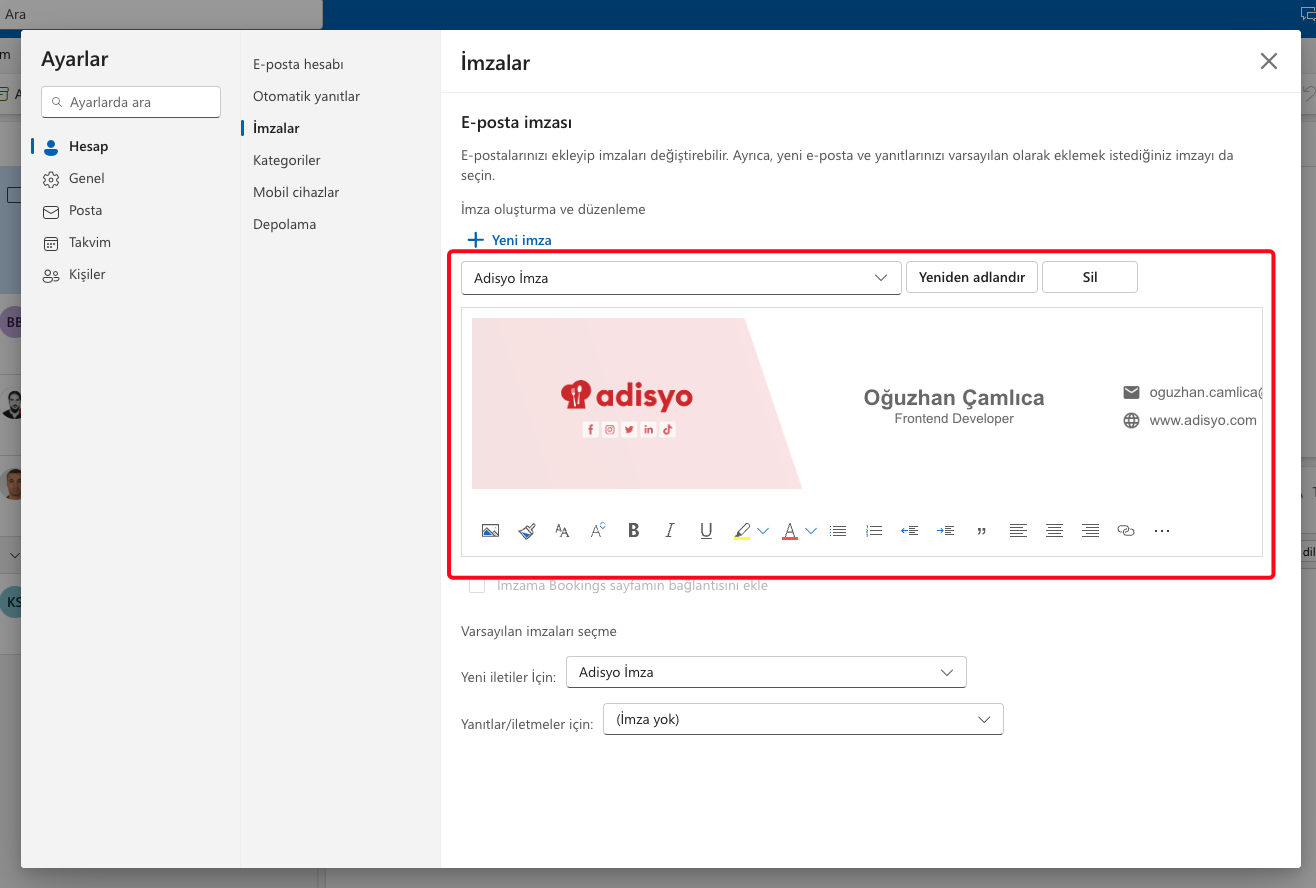 Ara
Ayarlar
Ayarlarda ara
Hesap
Genel
Posta
Takvim
Kişiler
E-posta hesabı
Otomatik yanıtlar
İmzalar
Kategoriler
Mobil cihazlar
Depolama
İmzalar
E-posta imzası
E-postalarınızı ekleyip imzaları değiştirebilir. Ayrıca, yeni e-posta ve yanıtlarınızı varsayılan olarak eklemek istediğiniz imzayı da
seçin.
İmza oluşturma ve düzenleme
Yeni imza
Adisyo İmza
Yeniden adlandır
Sil
adisyo
Oğuzhan Çamlıca
Frontend Developer
oguzhan.camlica@
www.adisyo.com
İmzama Bookings sayfamın bağlantısını ekle
Varsayılan imzaları seçme
Yeni iletiler İçin:
Adisyo İmza
Yanıtlar/iletmeler için:
(İmza yok)
BB
KS